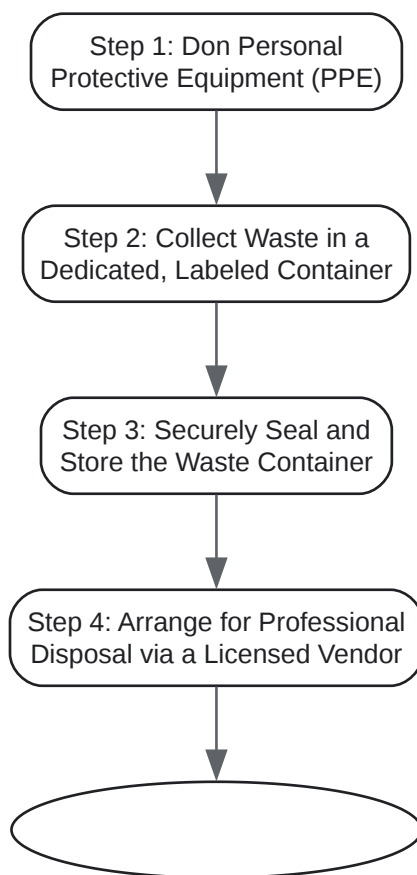 Step 1: Don Personal
Protective Equipment (PPE)
Step 2: Collect Waste in a
Dedicated, Labeled Container
Step 3: Securely Seal and
Store the Waste Container
Step 4: Arrange for Professional
Disposal via a Licensed Vendor